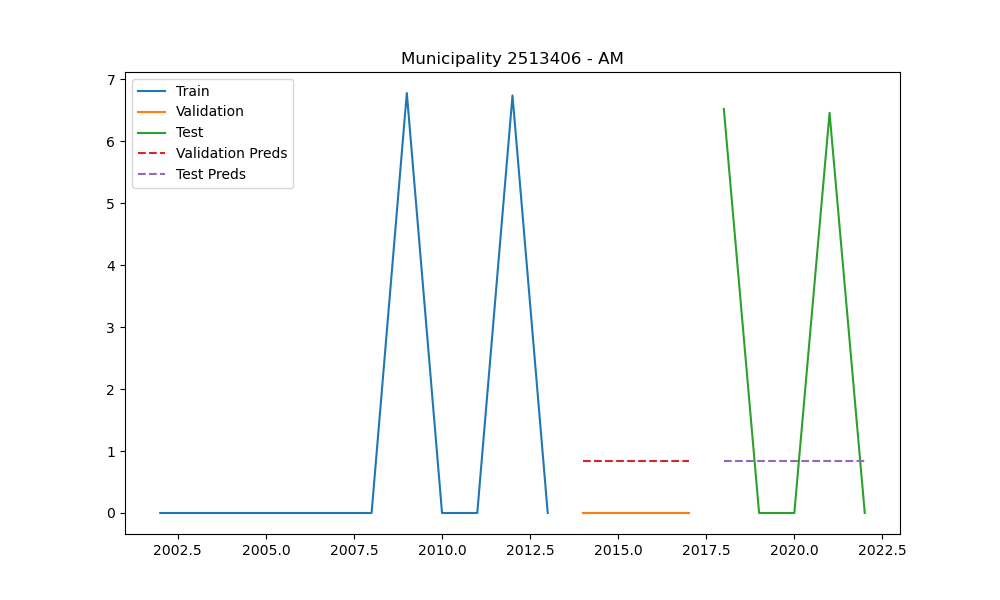 Municipality 2513406 - AM
7
6
5
4
3
2
1
0
Train
Validation
Test
Validation Preds
Test Preds
2002.5 2005.0 2007.5 2010.0 2012.5 2015.0 2017.5 2020.0 2022.5